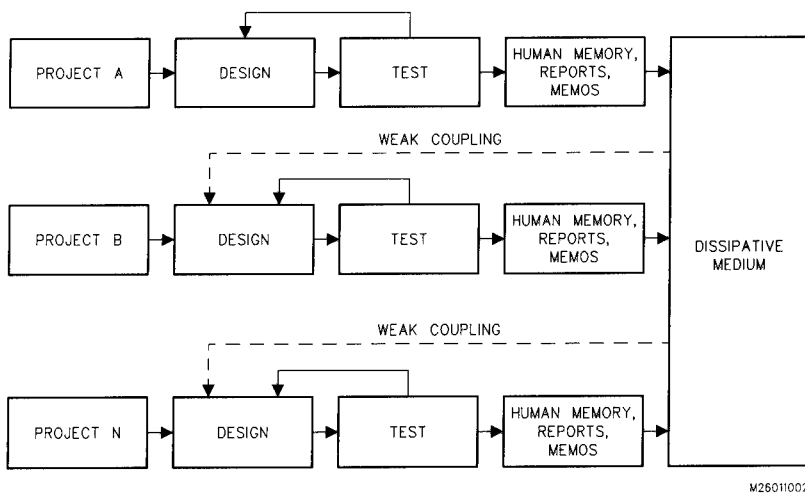 PROJECT A
DESIGN
TEST
HUMAN MEMORY,
REPORTS,
MEMOS
WEAK COUPLING
PROJECT B
DESIGN
TEST
HUMAN MEMORY,
REPORTS,
MEMOS
DISSIPATIVE
MEDIUM
WEAK COUPLING
PROJECT N
DESIGN
TEST
HUMAN MEMORY,
REPORTS,
MEMOS
M26011002